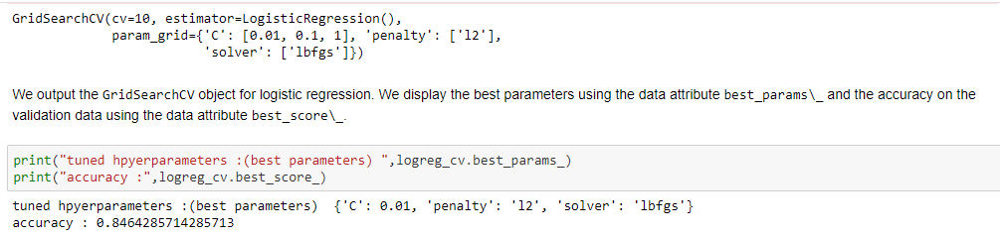 GridSearchCV(cv=10, estimator=LogisticRegression(),
             param_grid={'C': [0.01, 0.1, 1], 'penalty': ['l2'],
                         'solver': ['lbfgs']})
We output the GridSearchCV object for logistic regression. We display the best parameters using the data attribute best_params\_ and the accuracy on the
validation data using the data attribute best_score\_.
print("tuned hpyerparameters :(best parameters) ",logreg_cv.best_params_)
print("accuracy :",logreg_cv.best_score_)
tuned hpyerparameters :(best parameters)  {'C': 0.01, 'penalty': 'l2', 'solver': 'lbfgs'}
accuracy : 0.8464285714285713